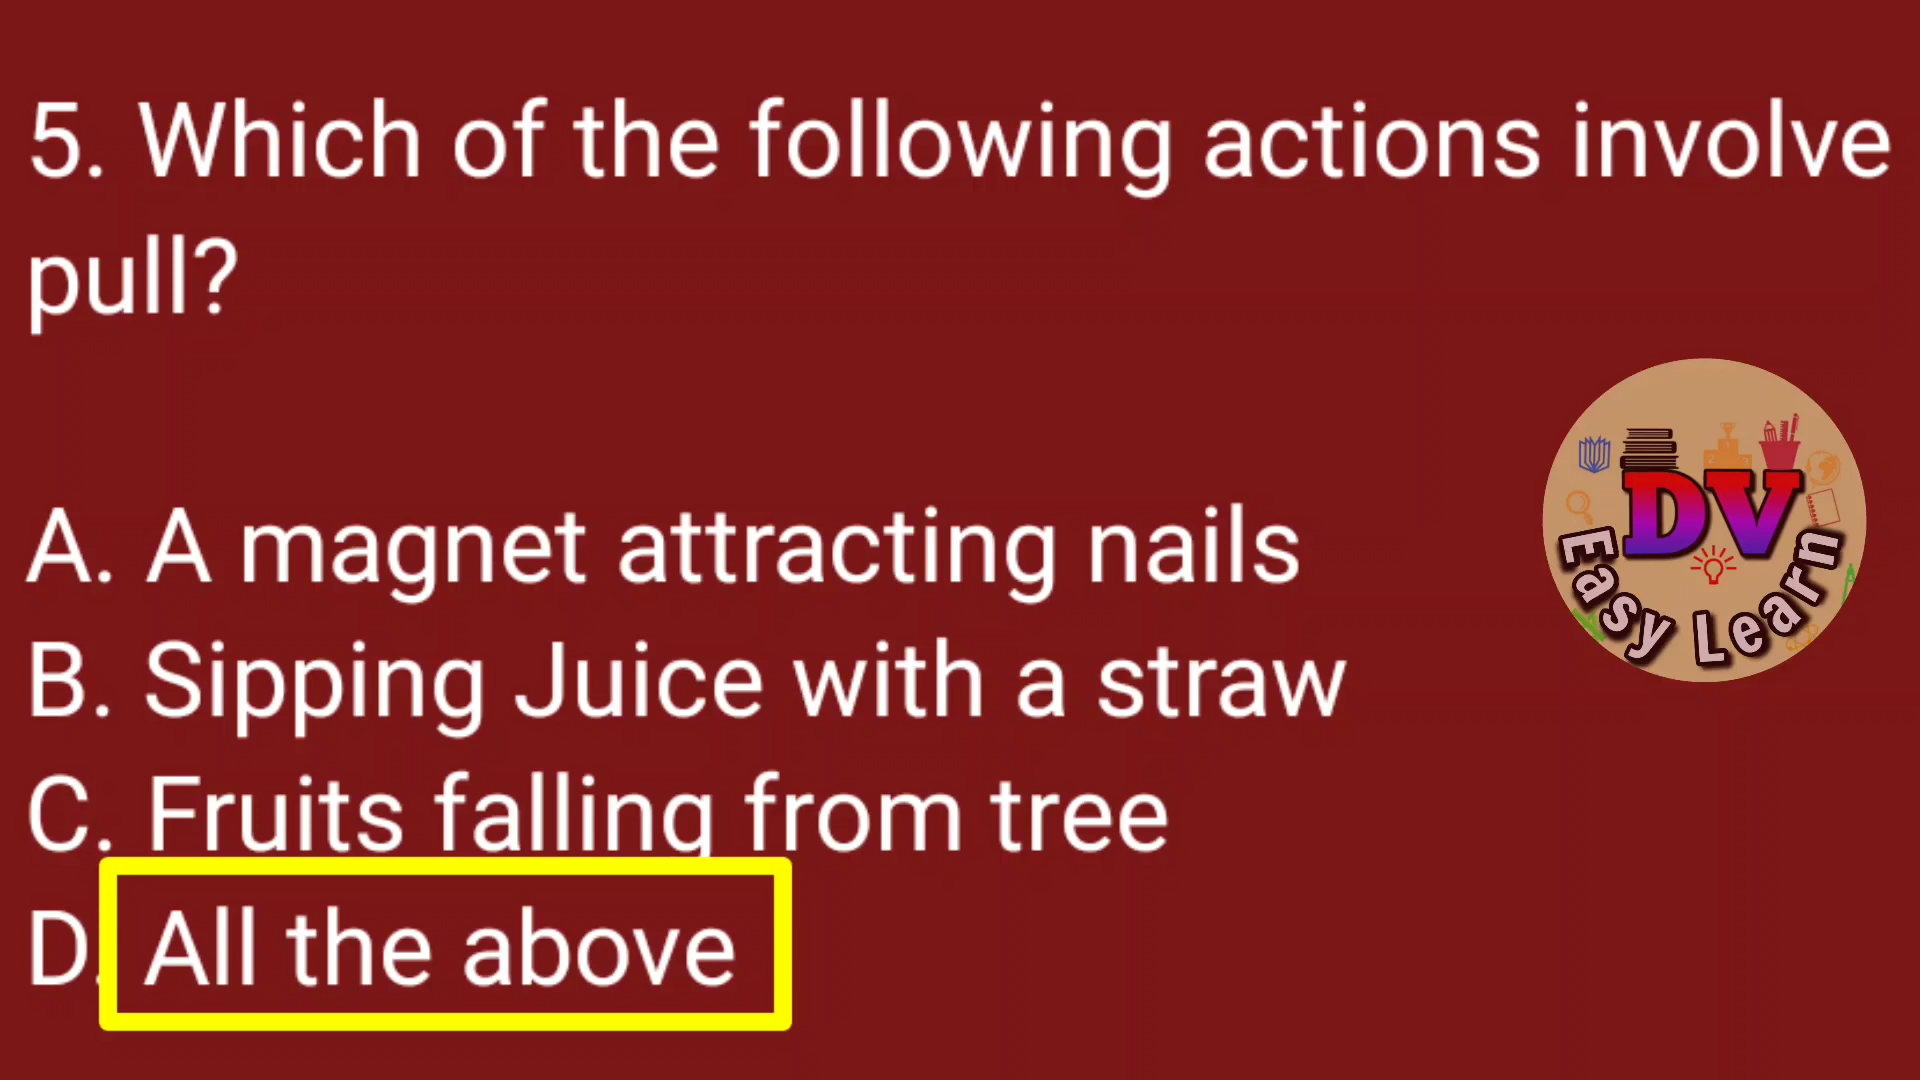 5. Which of the following actions involve
pull?
A. A magnet attracting nails
B. Sipping Juice with a straw
C. Fruits falling from tree
D. All the above
DV
Easy Learn